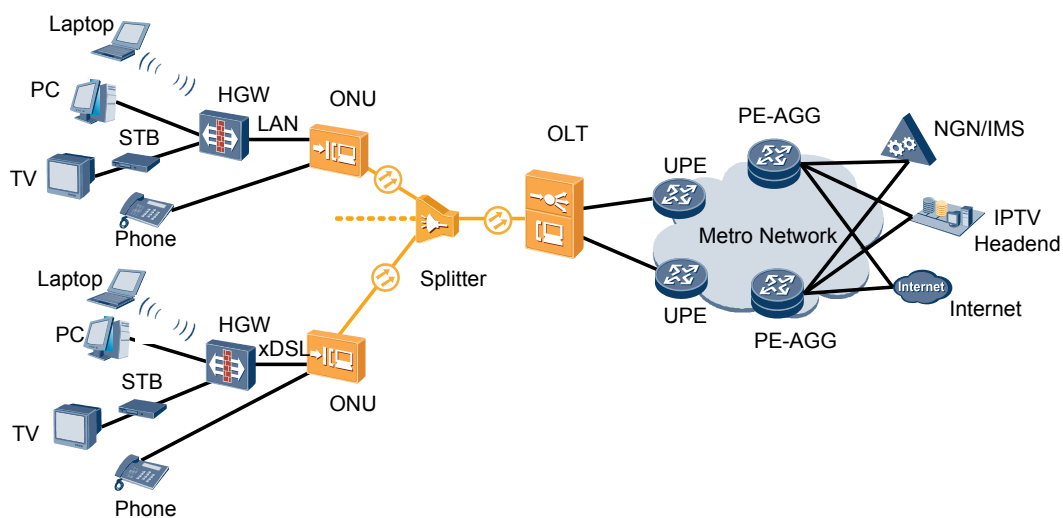 Laptop
PC
HGW
ONU
STB
LAN
TV
Phone
OLT
PE-AGG
NGN/IMS
UPE
IPTV
Headend
Metro Network
Splitter
Internet
Internet
UPE
PE-AGG
Laptop
PC
HGW
xDSL
STB
ONU
TV
Phone